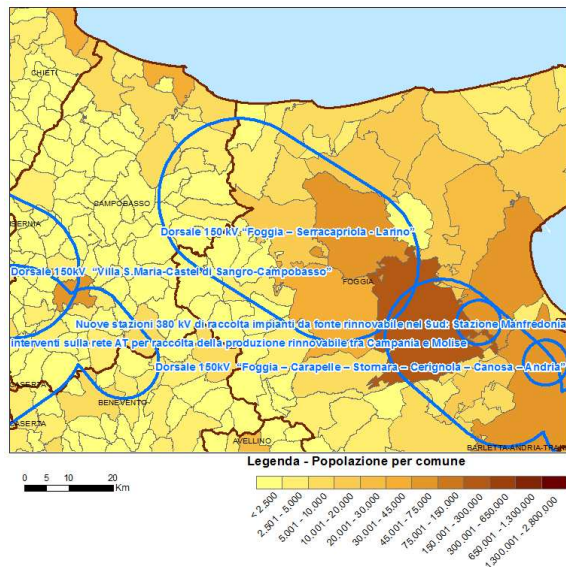 CHIETI
CAMPOBASSO
ISERNIA
Dorsale 150 kV "Foggia – Serracapriola - Larino"
Dorsale 150kV "Villa S.Maria-Castel di Sangro-Campobasso"
FOGGIA
Nuove stazioni 380 kV di raccolta impianti da fonte rinnovabile nel Sud: Stazione Manfredonia
interventi sulla rete AT per raccolta della produzione rinnovabile tra Campania e Molise
Dorsale 150kV "Foggia – Carapelle – Stornara – Cerignola – Canosa – Andria"
CASERTA
BENEVENTO
CASERTA
AVELLINO
BARLETTA-ANDRIA-TRAN
Legenda - Popolazione per comune
0 5 10 20
Km
< 2.500
2.501 - 5.000
5.001 - 10.000
10.001 - 20.000
20.001 - 30.000
30.001 - 45.000
45.001 - 75.000
75.001 - 150.000
150.001 - 300.000
300.001 - 650.000
650.001 - 1.300.000
1.300.001 - 2.800.000